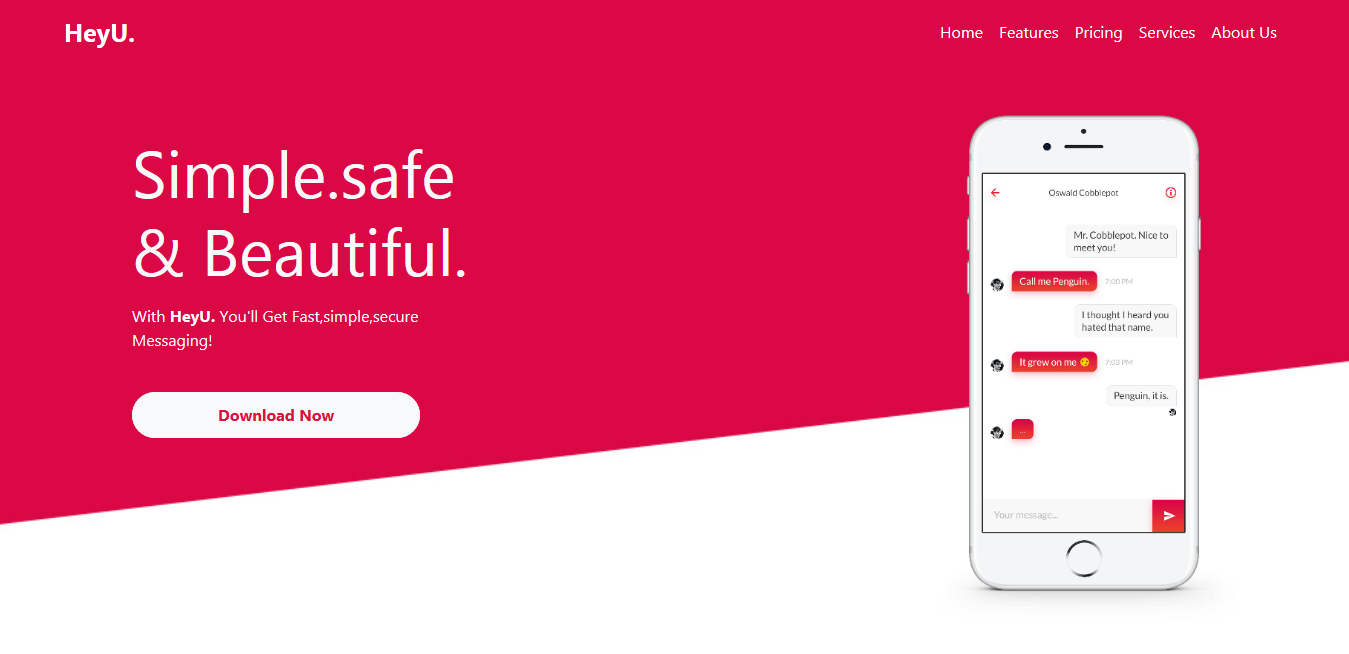 HeyU.
Home Features Pricing Services About Us
Simple.safe
& Beautiful.
With HeyU. You'll Get Fast,simple,secure
Messaging!
Download Now
Oswald Cobblepot
Mr. Cobblepot. Nice to
meet you!
Call me Penguin.
7:00 PM
I thought I heard you
hated that name.
It grew on me 😏
7:03 PM
Penguin, it is.
...
Your message...